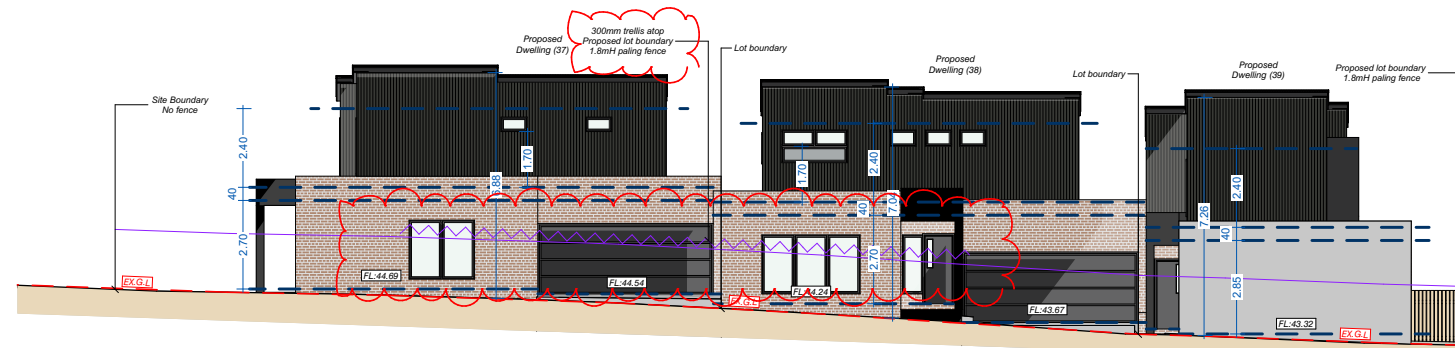 300mm trellis atop
Proposed lot boundary
1.8mH paling fence
Proposed
Dwelling (37)
Lot boundary
Proposed
Dwelling (38)
Lot boundary
Proposed
Dwelling (39)
Proposed lot boundary
1.8mH paling fence
Site Boundary
No fence
2.40
40
2.70
1.70
6.88
1.70
2.40
40
7.0
2.70
7.26
2.40
40
2.85
EX.G.L
FL:44.69
FL:44.54
EX.G.L
FL:44.24
FL:43.67
FL:43.32
EX.G.L